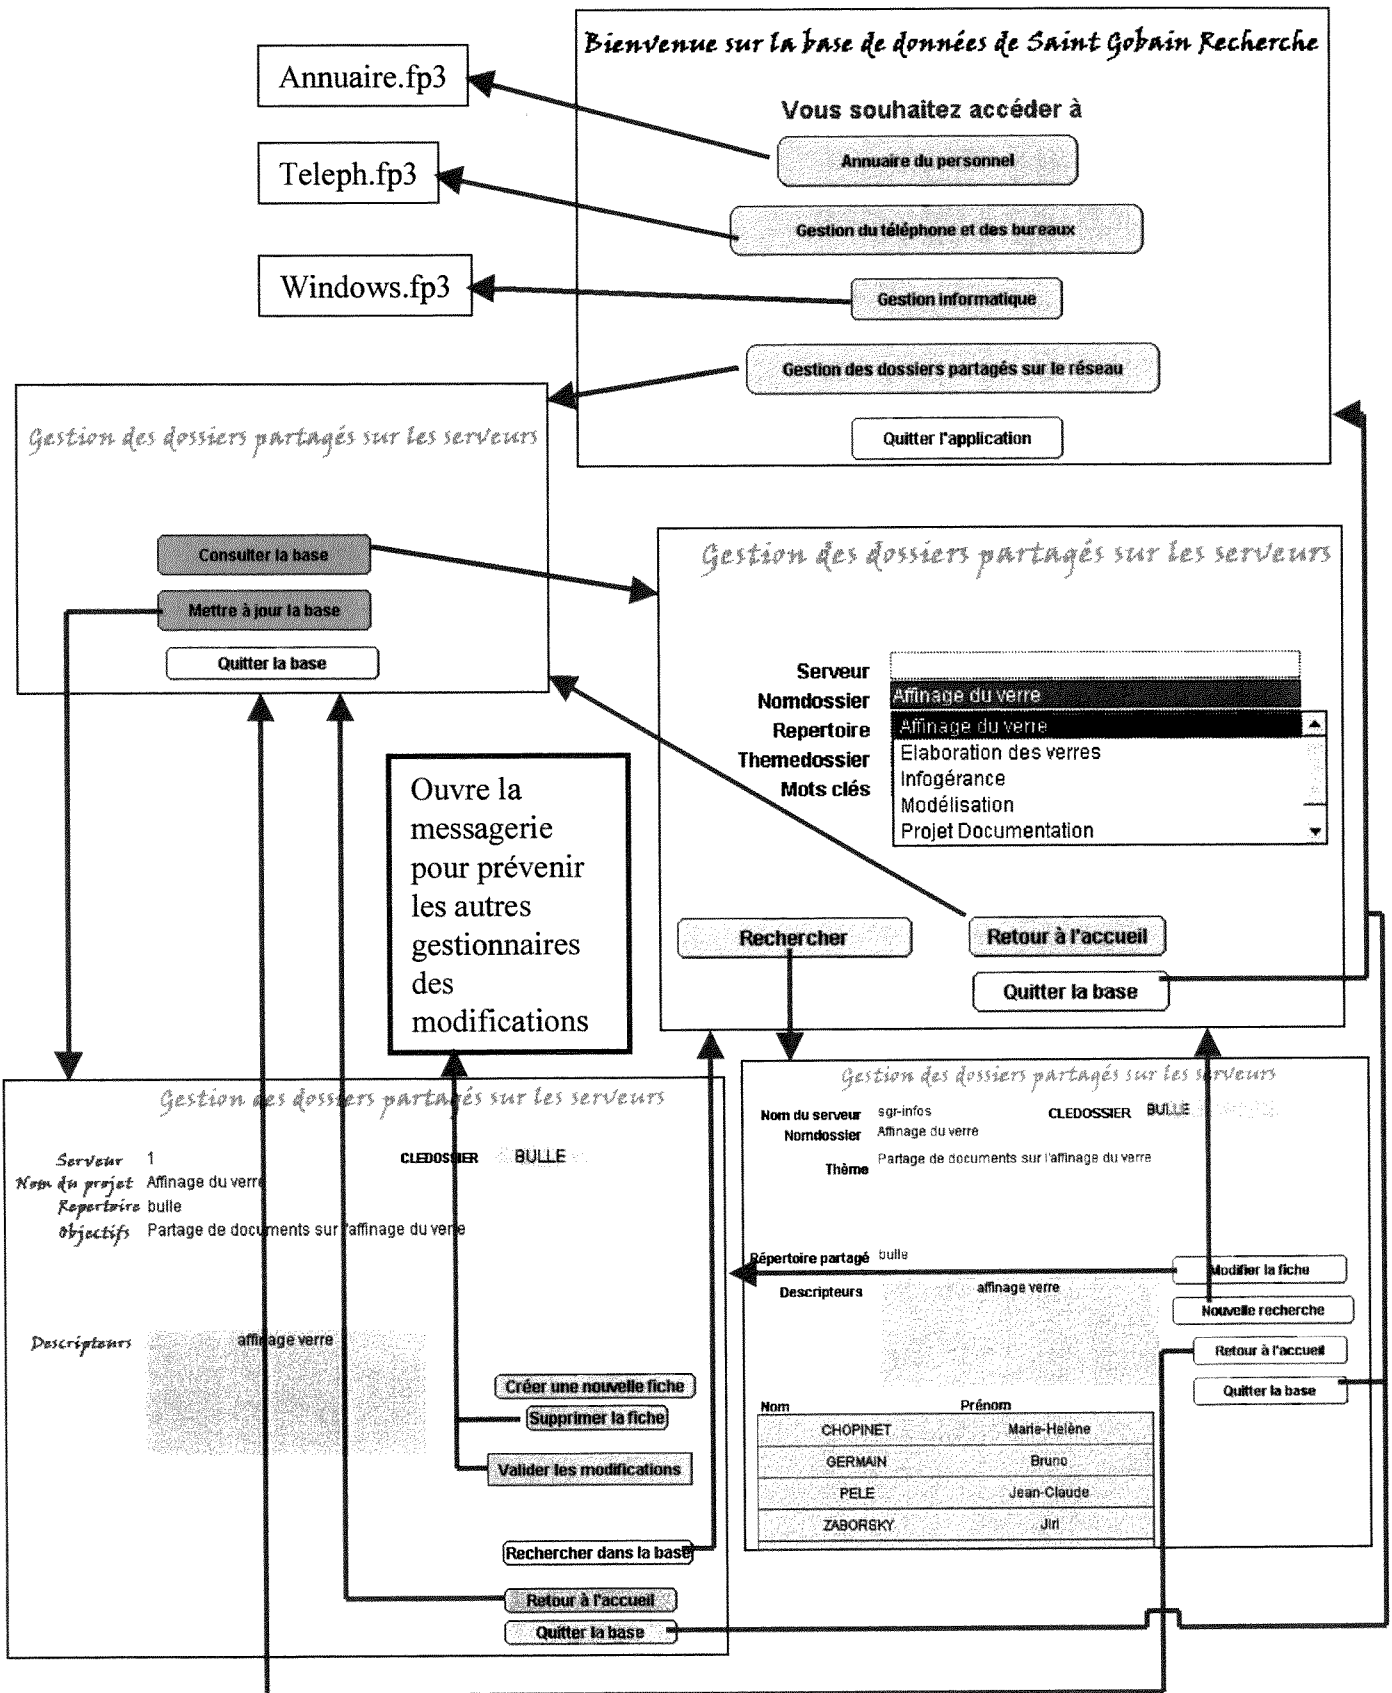 Bienvenue sur la base de données de Saint Gobain Recherche
Annuaire.fp3
Vous souhaitez accéder à
Annuaire du personnel
Teleph.fp3
Gestion du téléphone et des bureaux
Windows.fp3
Gestion informatique
Gestion des dossiers partagés sur le réseau
Quitter l'application
Gestion des dossiers partagés sur les serveurs
Consulter la base
Mettre à jour la base
Quitter la base
Gestion des dossiers partagés sur les serveurs
Serveur
Nomdossier Affinage du verre
Repertoire
Themedossier
Mots clés
Affinage du verre
Elaboration des verres
Infogérance
Modélisation
Projet Documentation
Rechercher
Retour à l'accueil
Quitter la base
Ouvre la
messagerie
pour prévenir
les autres
gestionnaires
des
modifications
Gestion des dossiers partagés sur les serveurs
Serveur 1 CLEDOSSIER BULLE
Nom du projet Affinage du verre
Repertoire bulle
Objectifs Partage de documents sur l'affinage du verre
Descripteurs affinage verre
Créer une nouvelle fiche
Supprimer la fiche
Valider les modifications
Rechercher dans la base
Retour à l'accueil
Quitter la base
Gestion des dossiers partagés sur les serveurs
Nom du serveur sgr-infos CLEDOSSIER BULLE
Nomdossier Affinage du verre
Thème Partage de documents sur l'affinage du verre
Répertoire partagé bulle
Descripteurs affinage verre
Modifier la fiche
Nouvelle recherche
Retour à l'accueil
Quitter la base
Nom Prénom
CHOPINET Marie-Helène
GERMAIN Bruno
PELE Jean-Claude
ZABORSKY Jiri